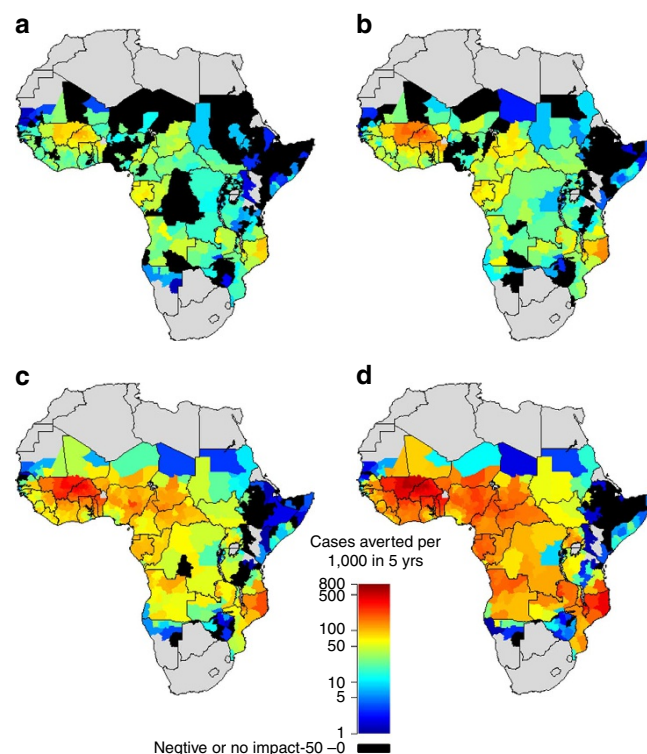 a
b
c
d
Cases averted per
1,000 in 5 yrs
800
500
100
50
10
5
1
Negtive or no impact-50 –0